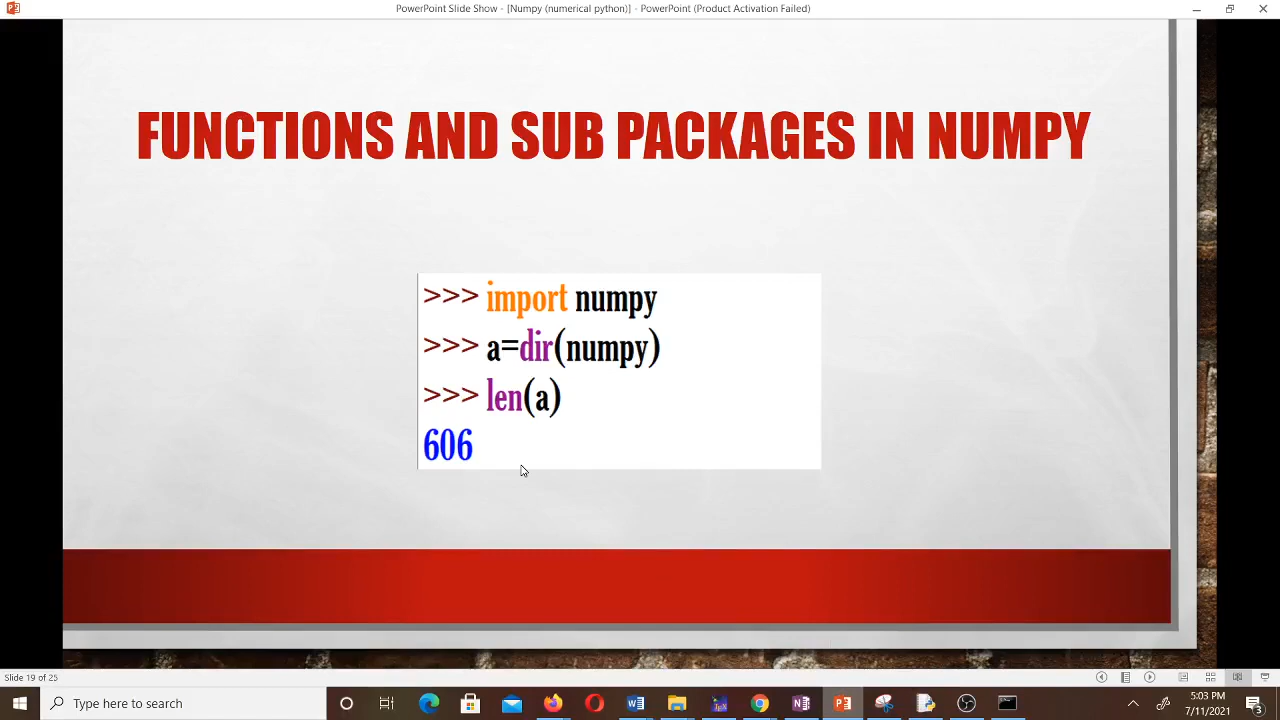 PowerPoint Slide Show - [Numpy (numerical python)] - PowerPoint (Product Activation Failed)
FUNCTIONS AND SUB PACKAGES IN NUMPY
>>> import numpy
>>> a=dir(numpy)
>>> len(a)
606
Slide 19 of 25
Type here to search
5:03 PM
7/11/2021
3